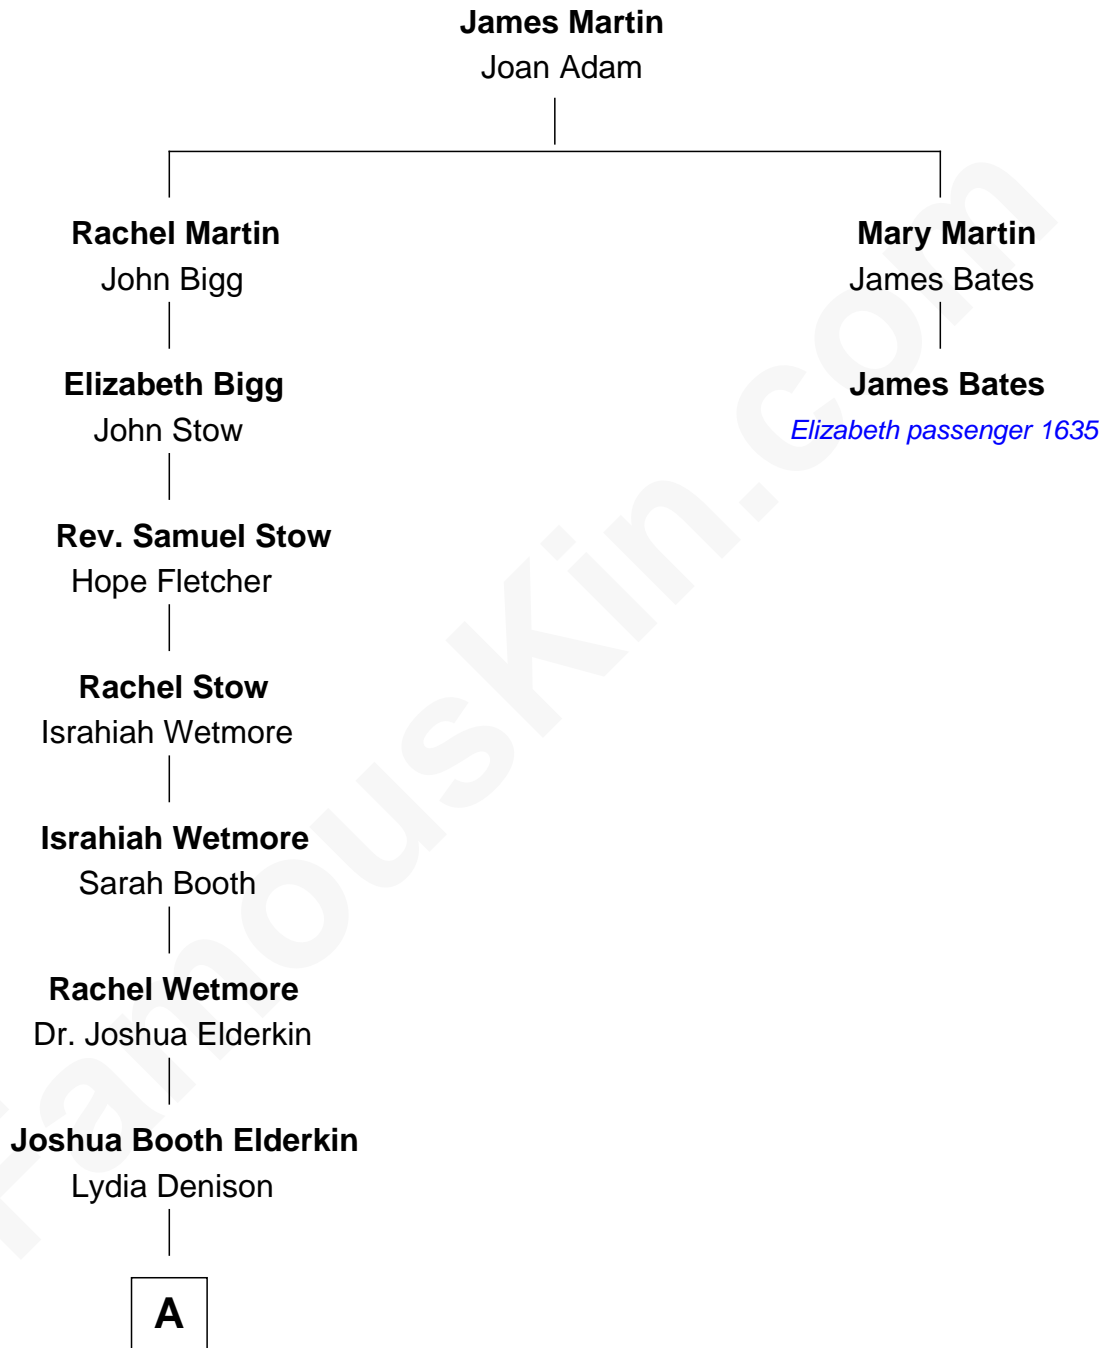 James Martin
Joan Adam
Rachel Martin
John Bigg
Mary Martin
James Bates
Elizabeth Bigg
John Stow
James Bates
Elizabeth passenger 1635
Rev. Samuel Stow
Hope Fletcher
Rachel Stow
Israhiah Wetmore
Israhiah Wetmore
Sarah Booth
Rachel Wetmore
Dr. Joshua Elderkin
Joshua Booth Elderkin
Lydia Denison
A
FamousKin.com